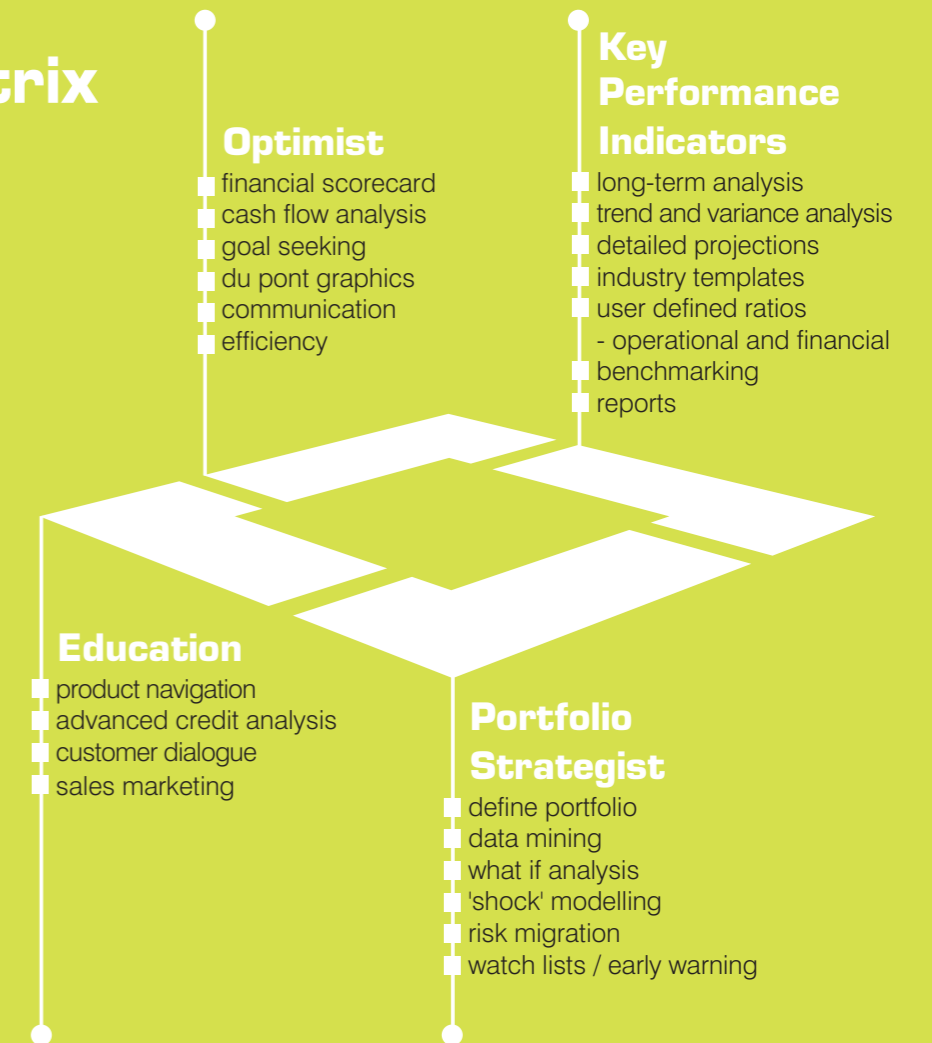 trix
Optimist
financial scorecard
cash flow analysis
goal seeking
du pont graphics
communication
efficiency
Key
Performance
Indicators
long-term analysis
trend and variance analysis
detailed projections
industry templates
user defined ratios
- operational and financial
benchmarking
reports
Education
product navigation
advanced credit analysis
customer dialogue
sales marketing
Portfolio
Strategist
define portfolio
data mining
what if analysis
'shock' modelling
risk migration
watch lists / early warning